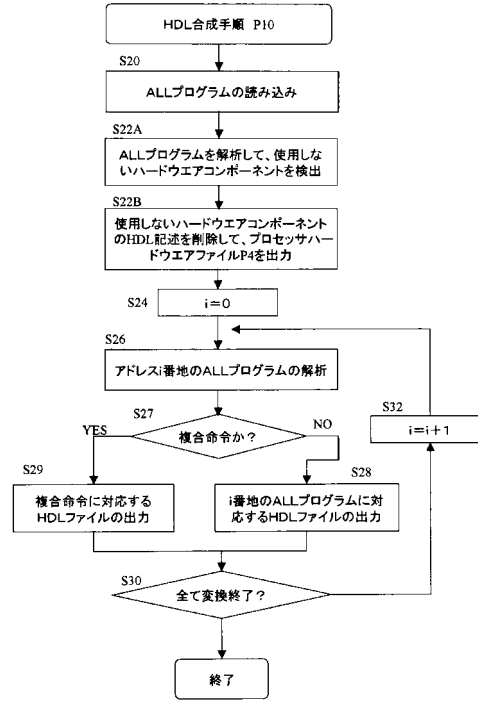 HDL合成手順 P10
S20
ALLプログラムの読み込み
S22A
ALLプログラムを解析して、使用しな
いハードウエアコンポーネントを検出
S22B
使用しないハードウエアコンポーネント
のHDL記述を削除して、プロセッサハー
ドウエアファイルP4を出力
S24
i=0
S26
アドレスi番地のALLプログラムの解析
S32
i=i+1
S27
YES
複合命令か？
NO
S29
複合命令に対応する
HDLファイルの出力
S28
i番地のALLプログラムに対
応するHDLファイルの出力
S30
全て変換終了？
終了